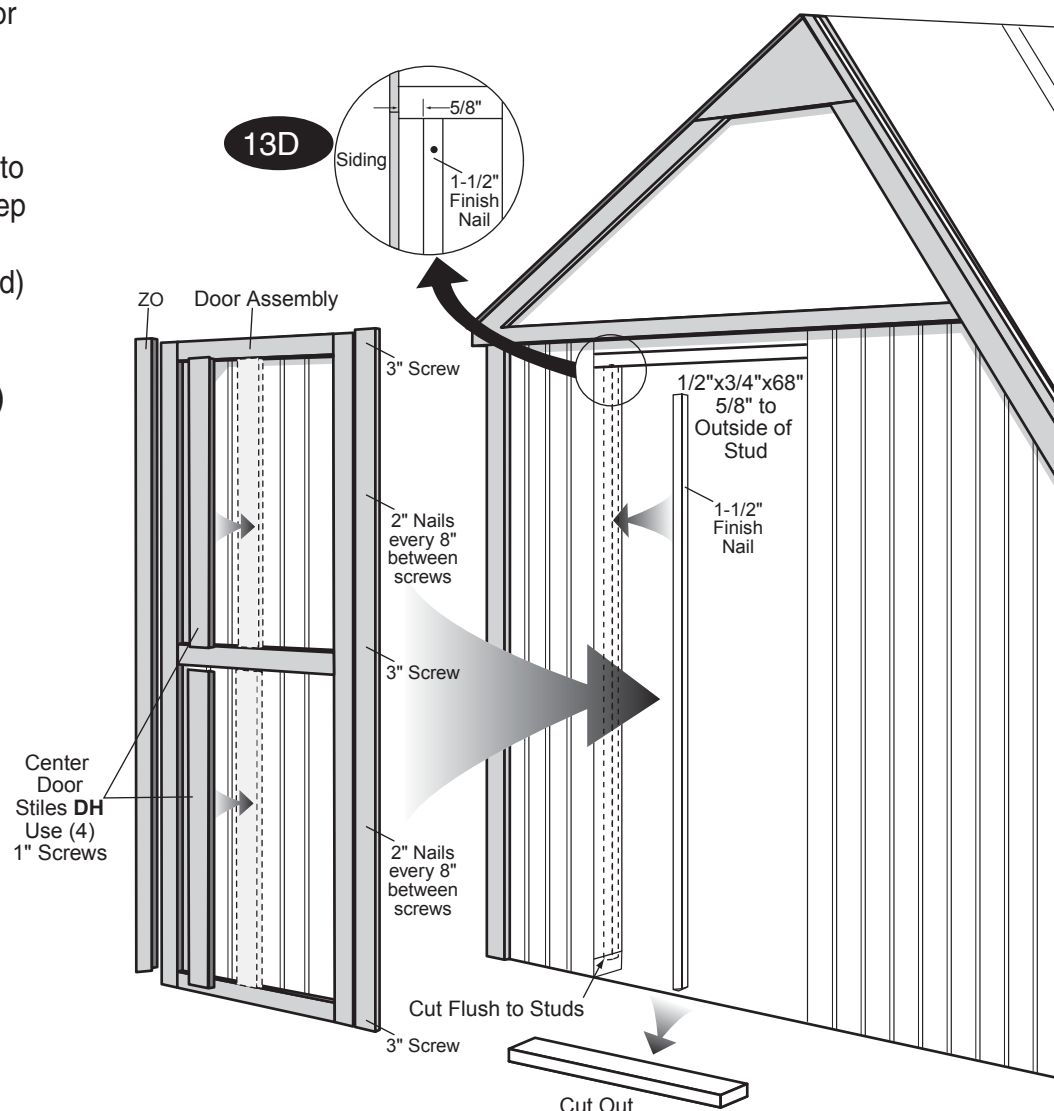 or
to
ep
d)
)
13D
Siding
5/8"
1-1/2"
Finish
Nail
ZO
Door Assembly
3" Screw
1/2"x3/4"x68"
5/8" to
Outside of
Stud
1-1/2"
Finish
Nail
2" Nails
every 8"
between
screws
3" Screw
Center
Door
Stiles DH
Use (4)
1" Screws
2" Nails
every 8"
between
screws
Cut Flush to Studs
3" Screw
Cut Out